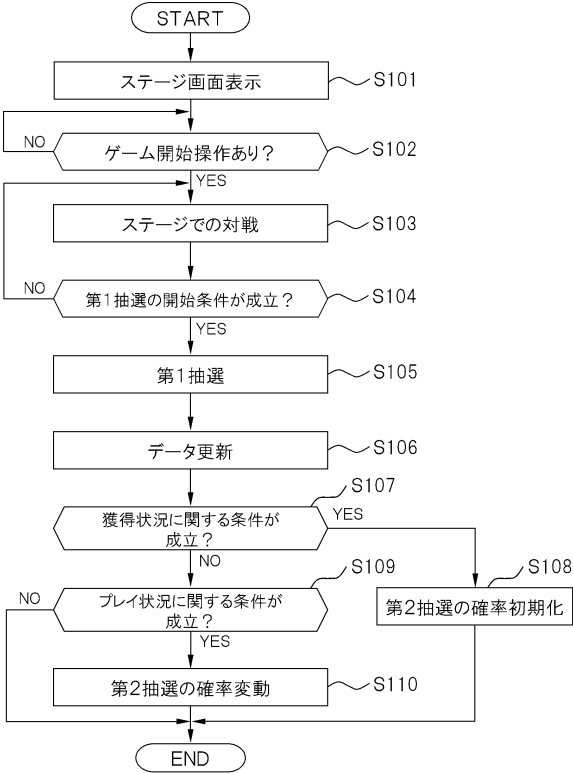 START
ステージ画面表示
S101
NO
ゲーム開始操作あり？
S102
YES
ステージでの対戦
S103
NO
第1抽選の開始条件が成立？
S104
YES
第1抽選
S105
データ更新
S106
S107
獲得状況に関する条件が
成立？
YES
NO
S109
S108
NO
プレイ状況に関する条件が
成立？
第2抽選の確率初期化
YES
第2抽選の確率変動
S110
END